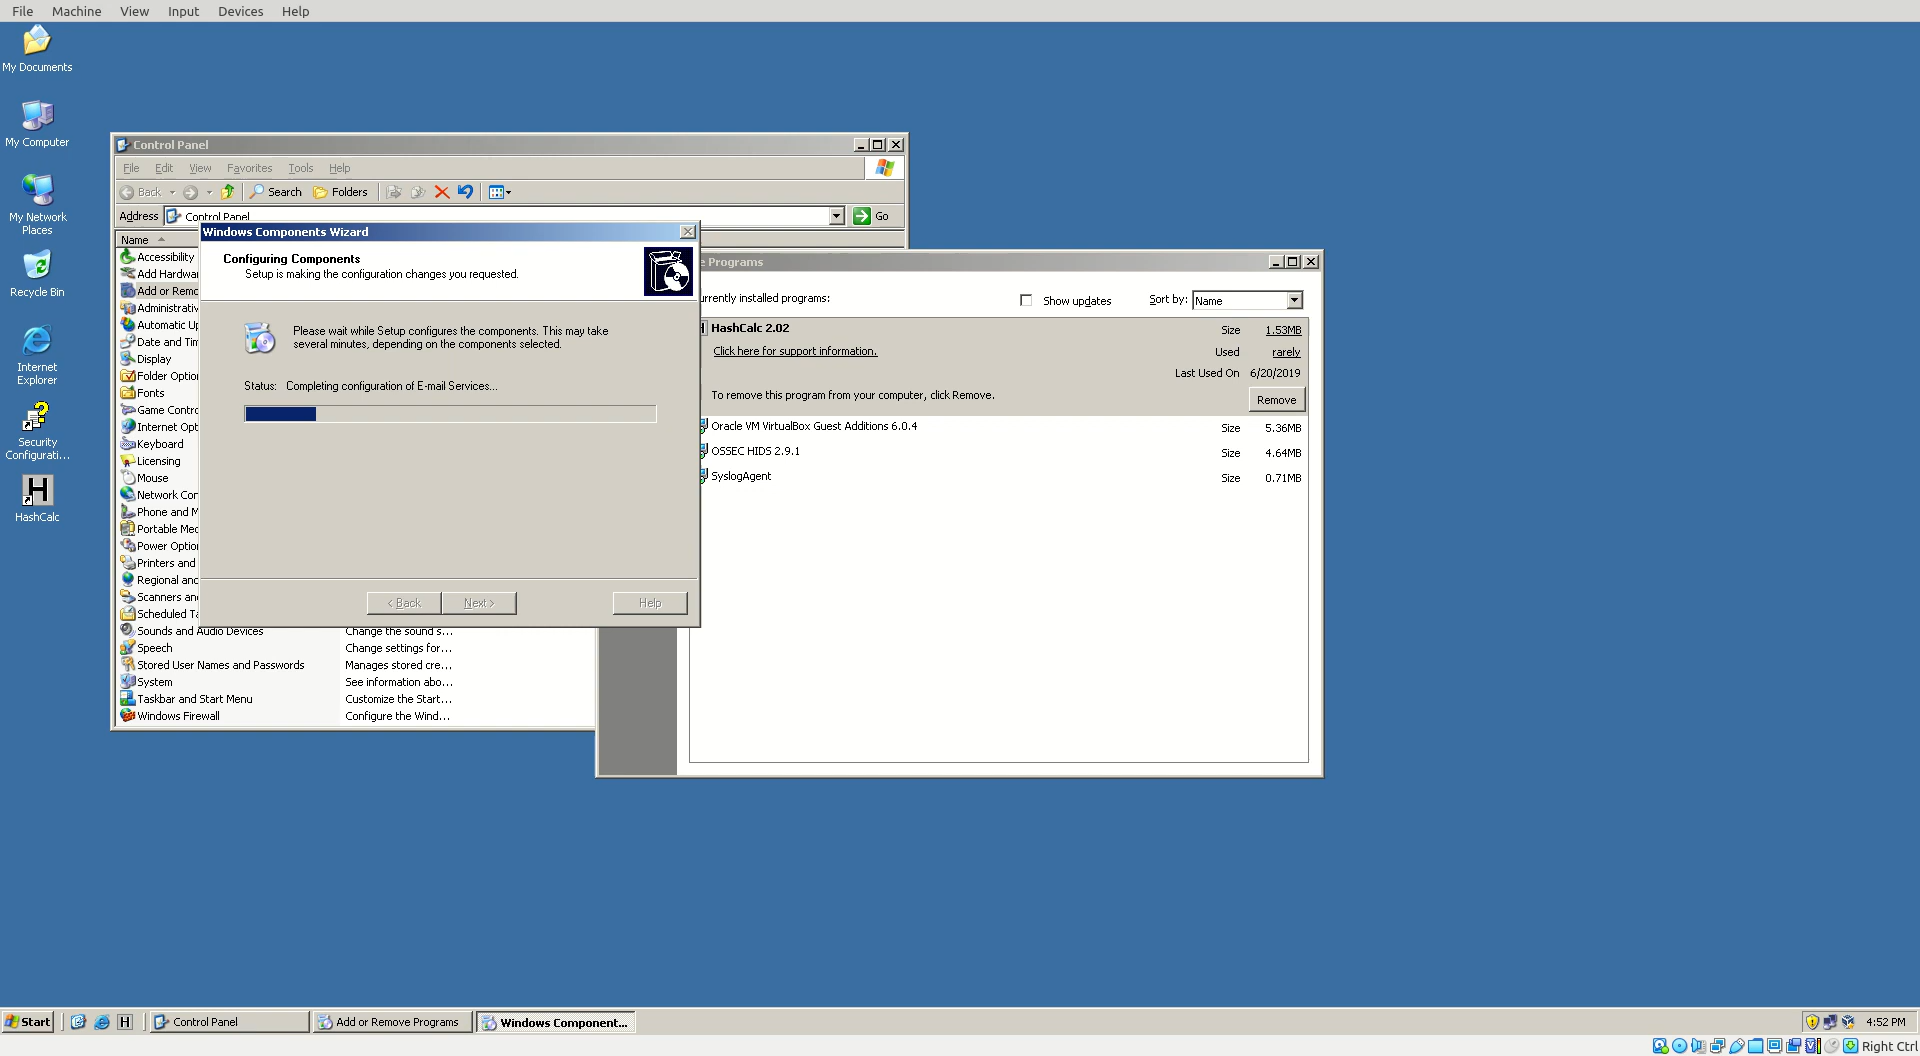 File Machine View Input Devices Help
My Documents
My Computer
My Network
Places
Recycle Bin
Internet
Explorer
Security
Configurati...
HashCalc
Control Panel
File Edit View Favorites Tools Help
Back Search Folders
Address Control Panel Go
Name
Accessibility
Add Hardwa
Add or Remo
Administrativ
Automatic Up
Date and Tim
Display
Folder Option
Fonts
Game Contro
Internet Opt
Keyboard
Licensing
Mouse
Network Con
Phone and M
Portable Med
Power Option
Printers and
Regional and
Scanners and
Scheduled Ta
Sounds and Audio Devices Change the sound s...
Speech Change settings for...
Stored User Names and Passwords Manages stored cre...
System See information abo...
Taskbar and Start Menu Customize the Start...
Windows Firewall Configure the Wind...
Windows Components Wizard
Configuring Components
Setup is making the configuration changes you requested.
Please wait while Setup configures the components. This may take
several minutes, depending on the components selected.
Status: Completing configuration of E-mail Services...
< Back Next > Help
e Programs
urrently installed programs: Show updates Sort by: Name
HashCalc 2.02 Size 1.53MB
Click here for support information. Used rarely
Last Used On 6/20/2019
To remove this program from your computer, click Remove. Remove
Oracle VM VirtualBox Guest Additions 6.0.4 Size 5.36MB
OSSEC HIDS 2.9.1 Size 4.64MB
SyslogAgent Size 0.71MB
Start H Control Panel Add or Remove Programs Windows Component... 4:52 PM
Right Ctrl